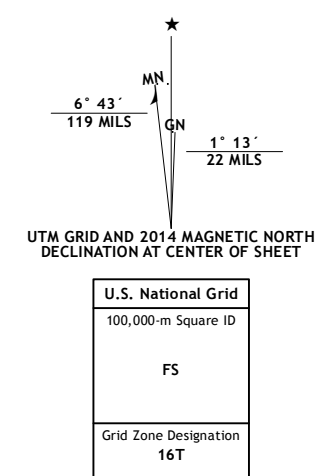 ★
MN
GN
6° 43´
119 MILS
1° 13´
22 MILS
UTM GRID AND 2014 MAGNETIC NORTH
DECLINATION AT CENTER OF SHEET
U.S. National Grid
100,000-m Square ID
FS
Grid Zone Designation
16T